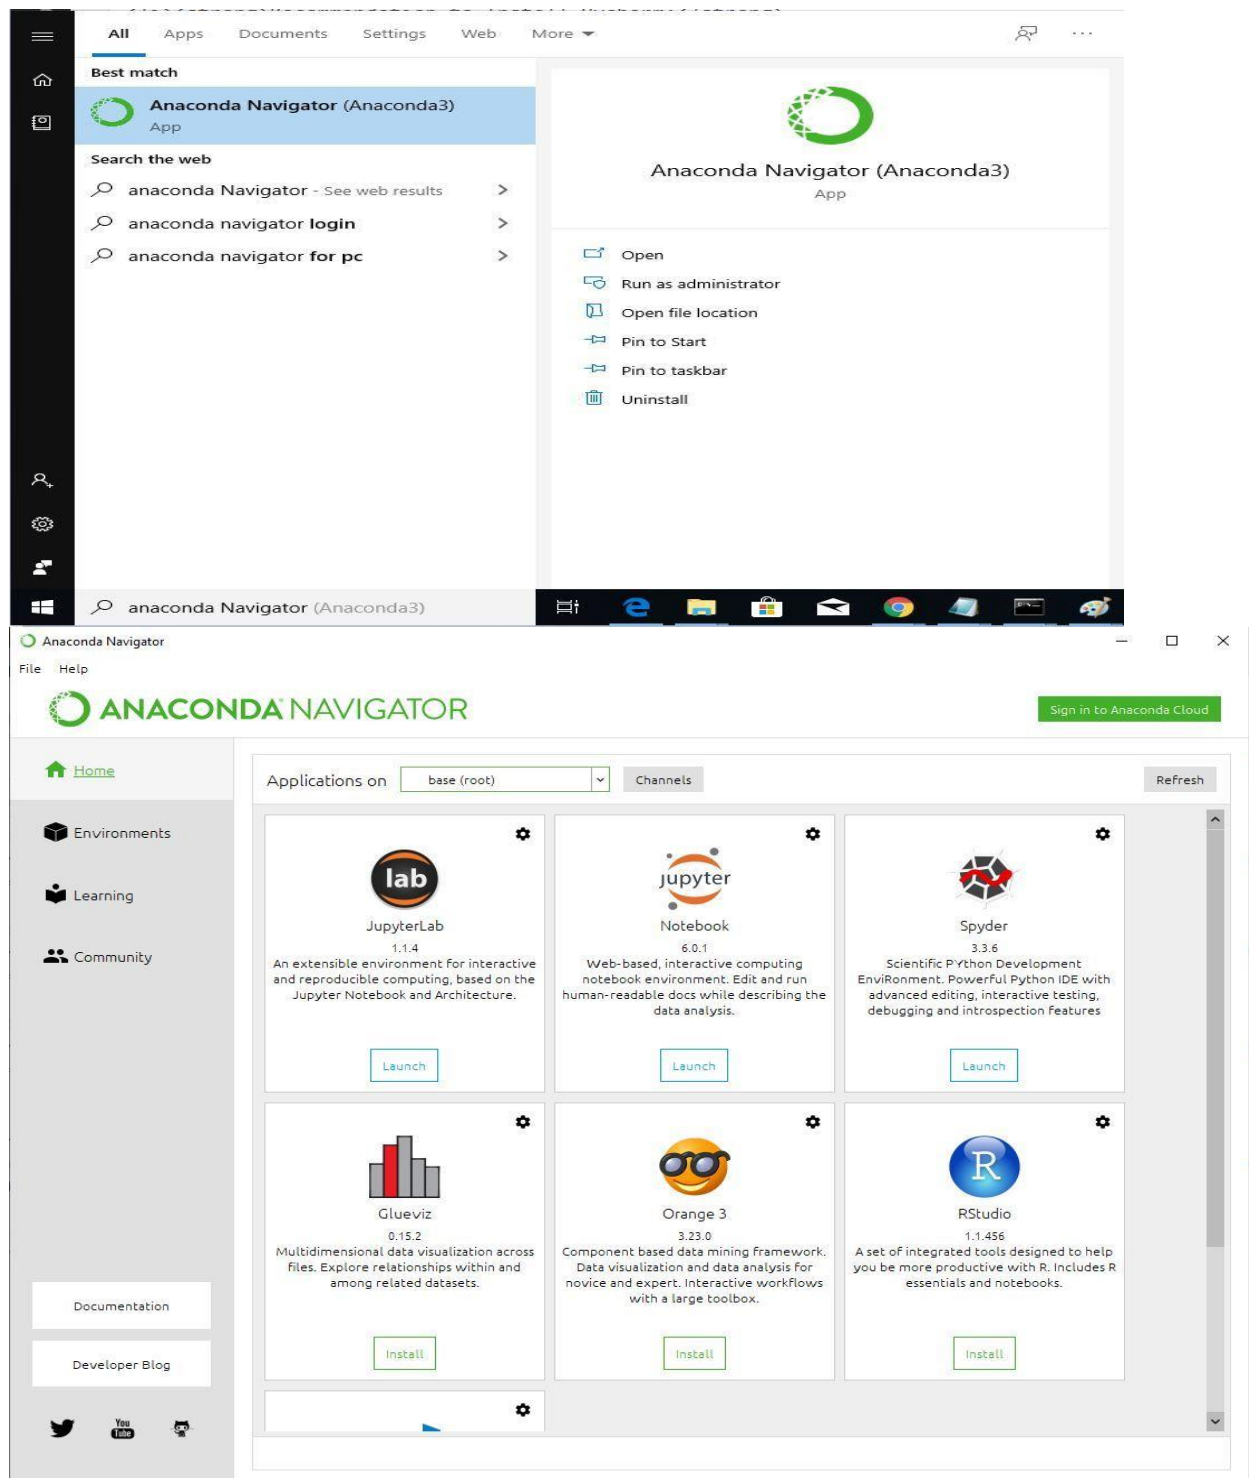 All Apps Documents Settings Web More
Best match
Anaconda Navigator (Anaconda3)
App
Search the web
anaconda Navigator - See web results
anaconda navigator login
anaconda navigator for pc
Anaconda Navigator (Anaconda3)
App
Open
Run as administrator
Open file location
Pin to Start
Pin to taskbar
Uninstall
anaconda Navigator (Anaconda3)
Anaconda Navigator
File Help
ANACONDA NAVIGATOR
Sign in to Anaconda Cloud
Home
Environments
Learning
Community
Documentation
Developer Blog
You
Tube
Applications on base (root) Channels Refresh
lab
JupyterLab
1.1.4
An extensible environment for interactive
and reproducible computing, based on the
Jupyter Notebook and Architecture.
Launch
jupyter
Notebook
6.0.1
Web-based, interactive computing
notebook environment. Edit and run
human-readable docs while describing the
data analysis.
Launch
Spyder
3.3.6
Scientific PYthon Development
EnviRonment. Powerful Python IDE with
advanced editing, interactive testing,
debugging and introspection features
Launch
Glueviz
0.15.2
Multidimensional data visualization across
files. Explore relationships within and
among related datasets.
Install
Orange 3
3.23.0
Component based data mining framework.
Data visualization and data analysis for
novice and expert. Interactive workflows
with a large toolbox.
Install
R
RStudio
1.1.456
A set of integrated tools designed to help
you be more productive with R. Includes R
essentials and notebooks.
Install